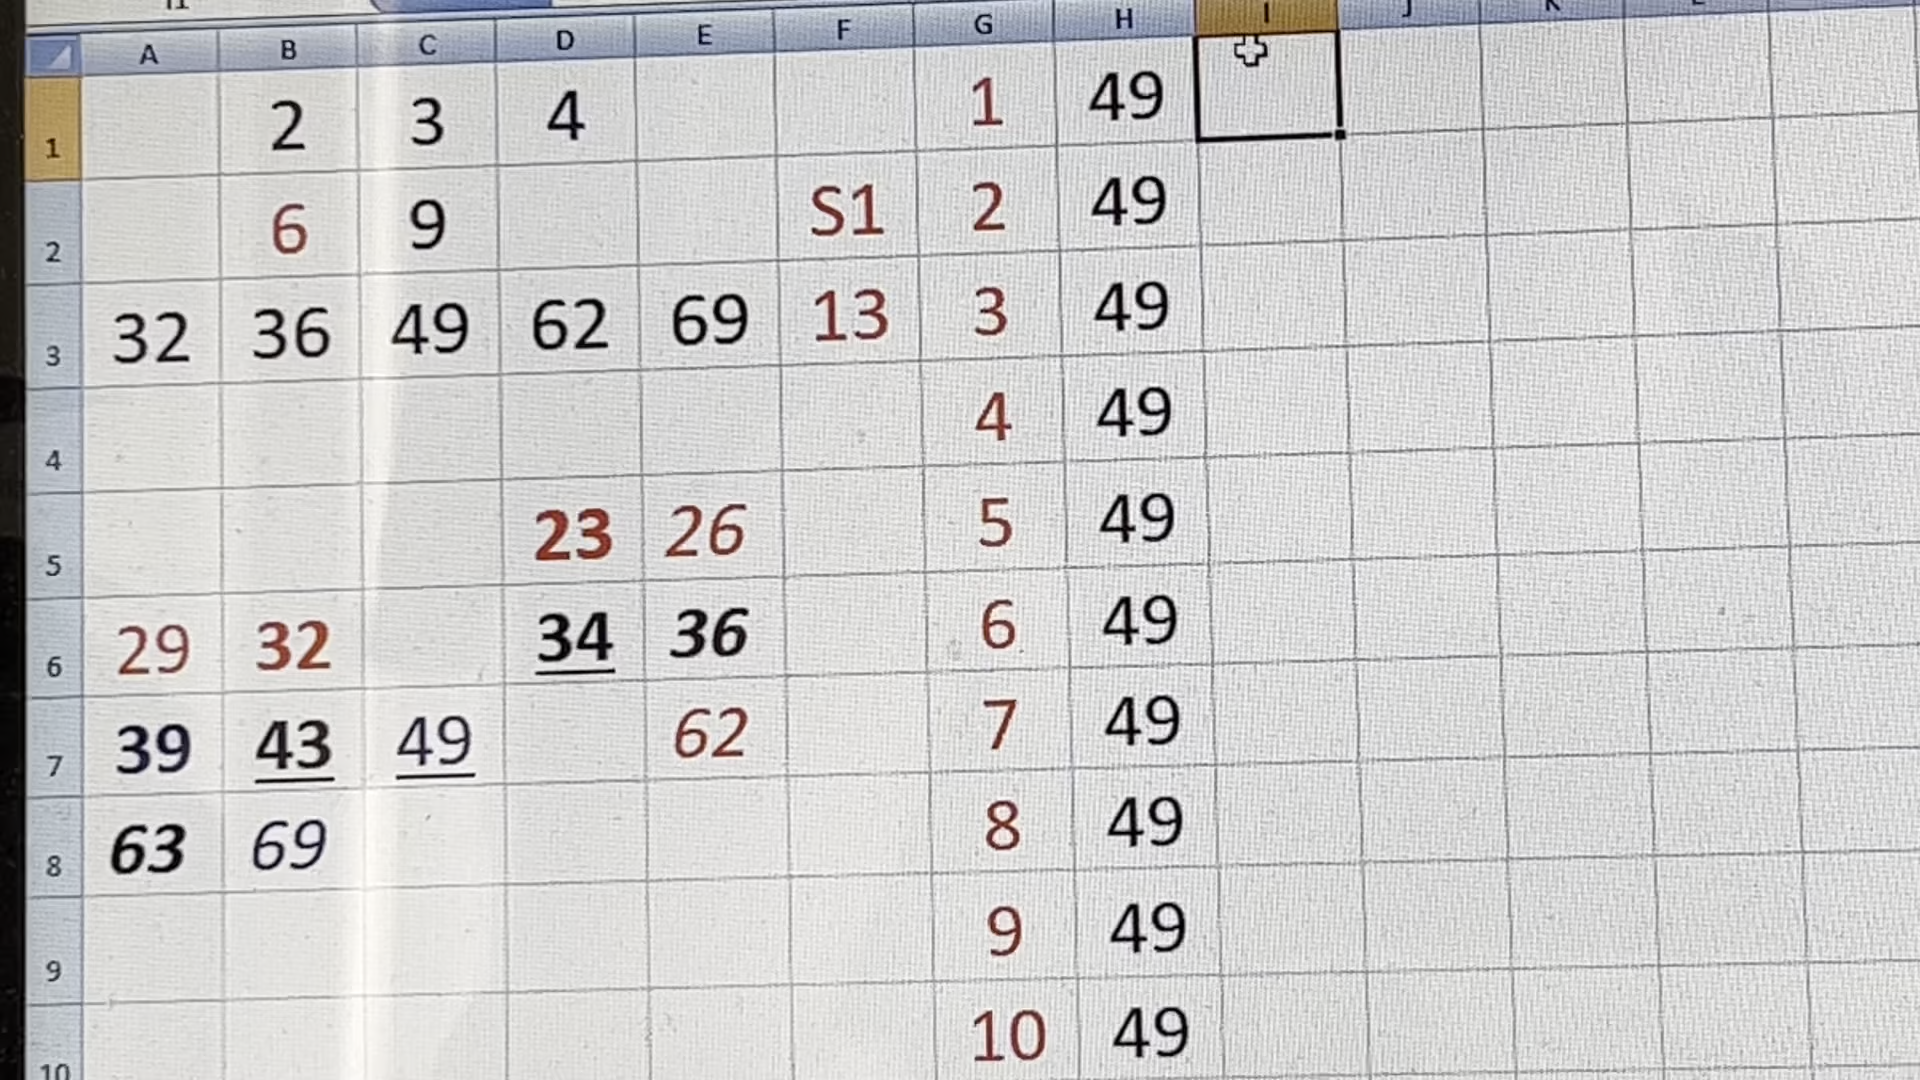 A B C D E F G H I J K
1 2 3 4 1 49
2 6 9 S1 2 49
3 32 36 49 62 69 13 3 49
4 4 49
5 23 26 5 49
6 29 32 34 36 6 49
7 39 43 49 62 7 49
8 63 69 8 49
9 9 49
10 10 49